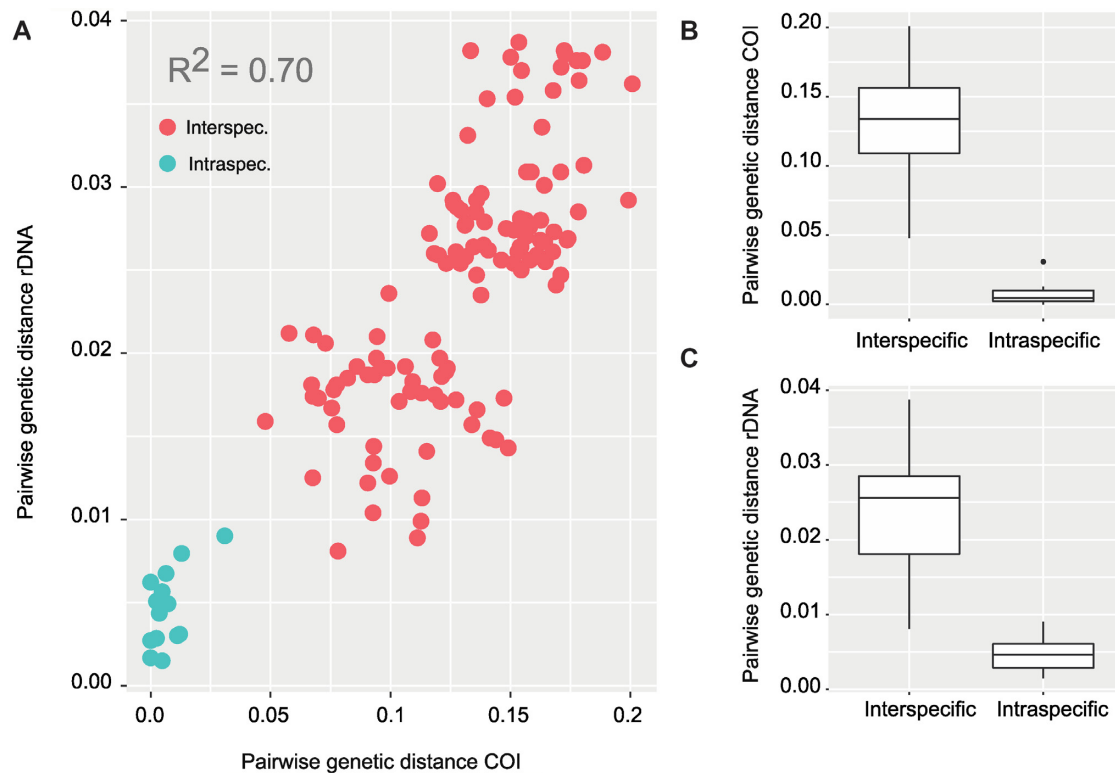 A
0.04
0.03
0.02
0.01
0.00
Pairwise genetic distance rDNA
R² = 0.70
Interspec.
Intraspec.
0.0
0.05
0.1
0.15
0.2
Pairwise genetic distance COI
B
0.20
0.15
0.10
0.05
0.00
Pairwise genetic distance COI
Interspecific
Intraspecific
C
0.04
0.03
0.02
0.01
0.00
Pairwise genetic distance rDNA
Interspecific
Intraspecific